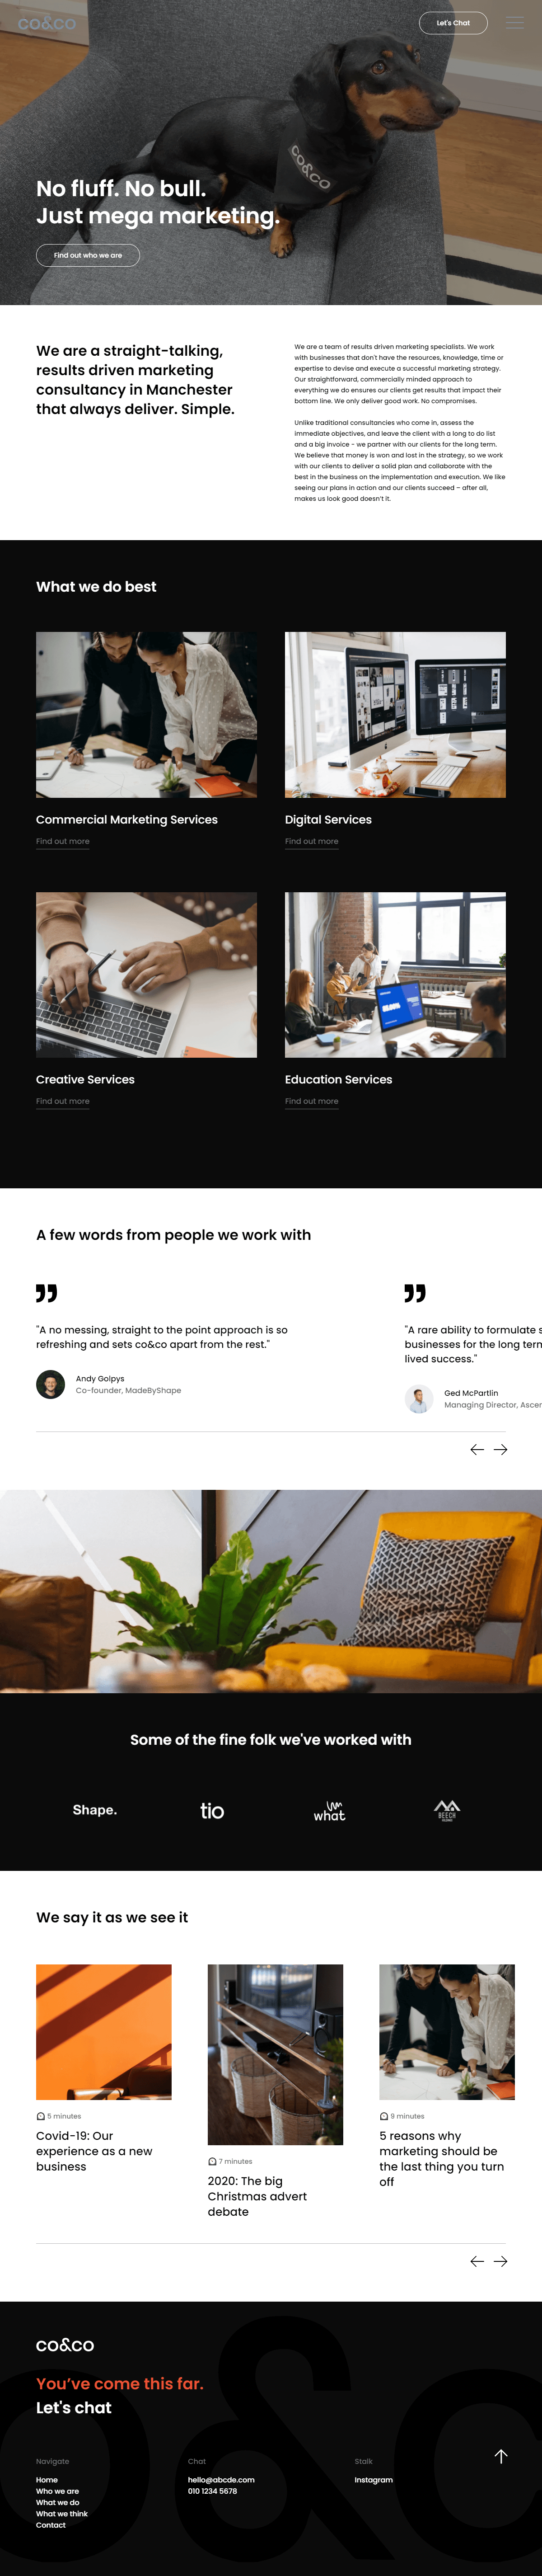 co&co
Let's Chat
co&co
No fluff. No bull.
Just mega marketing.
Find out who we are
We are a straight-talking,
results driven marketing
consultancy in Manchester
that always deliver. Simple.
We are a team of results driven marketing specialists. We work
with businesses that don't have the resources, knowledge, time or
expertise to devise and execute a successful marketing strategy.
Our straightforward, commercially minded approach to
everything we do ensures our clients get results that impact their
bottom line. We only deliver good work. No compromises.
Unlike traditional consultancies who come in, assess the
immediate objectives, and leave the client with a long to do list
and a big invoice - we partner with our clients for the long term.
We believe that money is won and lost in the strategy, so we work
with our clients to deliver a solid plan and collaborate with the
best in the business on the implementation and execution. We like
seeing our plans in action and our clients succeed – after all,
makes us look good doesn't it.
What we do best
Commercial Marketing Services
Find out more
Digital Services
Find out more
Creative Services
Find out more
Education Services
Find out more
A few words from people we work with
"A no messing, straight to the point approach is so
refreshing and sets co&co apart from the rest."
Andy Golpys
Co-founder, MadeByShape
"A rare ability to formulate s
businesses for the long tern
lived success."
Ged McPartlin
Managing Director, Ascer
Some of the fine folk we've worked with
Shape.
tio
what
BEECH
We say it as we see it
5 minutes
Covid-19: Our
experience as a new
business
7 minutes
2020: The big
Christmas advert
debate
9 minutes
5 reasons why
marketing should be
the last thing you turn
off
co&co
You've come this far.
Let's chat
Navigate
Home
Who we are
What we do
What we think
Contact
Chat
hello@abcde.com
010 1234 5678
Stalk
Instagram